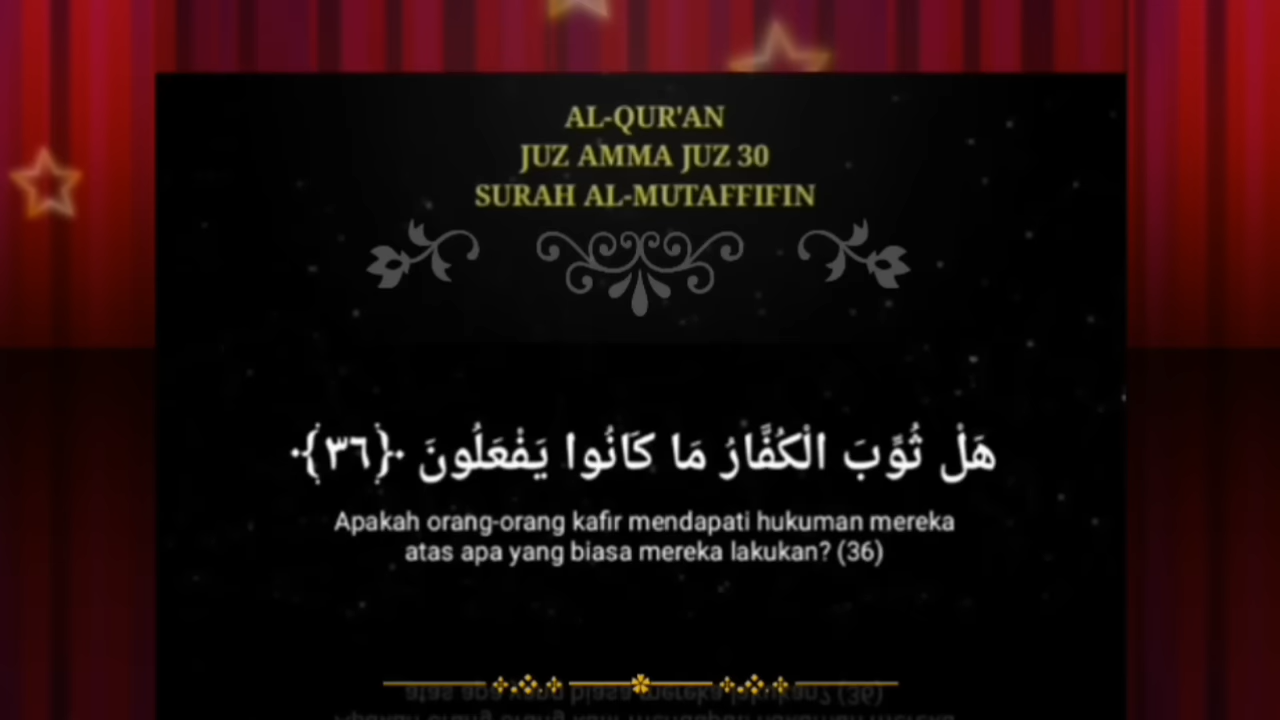 AL-QUR'AN
JUZ AMMA JUZ 30
SURAH AL-MUTAFFIFIN
هَلْ ثُوِّبَ الْكُفَّارُ مَا كَانُوا يَفْعَلُونَ ﴿٣٦﴾
Apakah orang-orang kafir mendapati hukuman mereka
atas apa yang biasa mereka lakukan? (36)